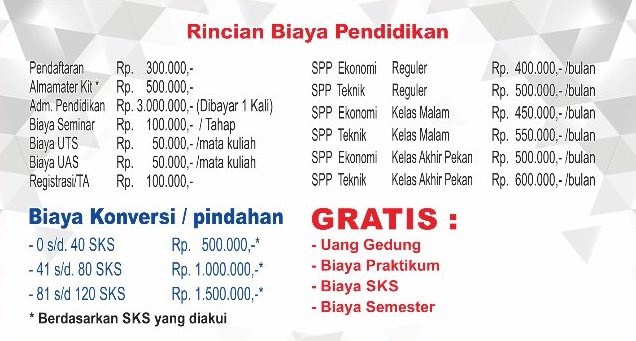 Rincian Biaya Pendidikan
Pendaftaran Rp. 300.000,-
Almamater Kit * Rp. 500.000,-
Adm. Pendidikan Rp. 3.000.000,- (Dibayar 1 Kali)
Biaya Seminar Rp. 100.000,- / Tahap
Biaya UTS Rp. 50.000,- /mata kuliah
Biaya UAS Rp. 50.000,- /mata kuliah
Registrasi/TA Rp. 100.000,-
SPP Ekonomi Reguler Rp. 400.000,- /bulan
SPP Teknik Reguler Rp. 500.000,- /bulan
SPP Ekonomi Kelas Malam Rp. 450.000,- /bulan
SPP Teknik Kelas Malam Rp. 550.000,- /bulan
SPP Ekonomi Kelas Akhir Pekan Rp. 500.000,- /bulan
SPP Teknik Kelas Akhir Pekan Rp. 600.000,- /bulan
Biaya Konversi / pindahan
- 0 s/d. 40 SKS Rp. 500.000,-*
- 41 s/d. 80 SKS Rp. 1.000.000,-*
- 81 s/d 120 SKS Rp. 1.500.000,-*
* Berdasarkan SKS yang diakui
GRATIS :
- Uang Gedung
- Biaya Praktikum
- Biaya SKS
- Biaya Semester